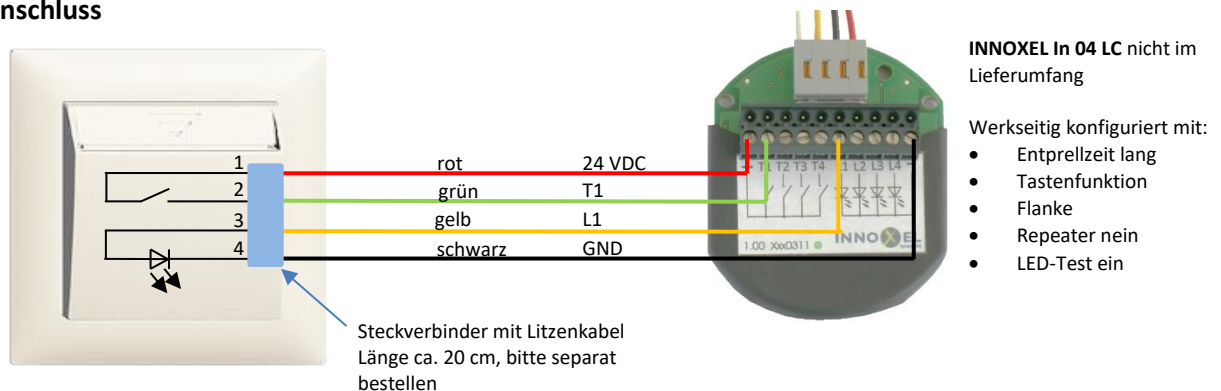 nschluss
INNOXEL In 04 LC nicht im
Lieferumfang
Werkseitig konfiguriert mit:
• Entprellzeit lang
• Tastenfunktion
• Flanke
• Repeater nein
• LED-Test ein
1 rot 24 VDC
2 grün T1
3 gelb L1
4 schwarz GND
+ T1 T2 T3 T4 L1 L2 L3 L4 -
1.00 Xxx0311 INNOXEL
Steckverbinder mit Litzenkabel
Länge ca. 20 cm, bitte separat
bestellen